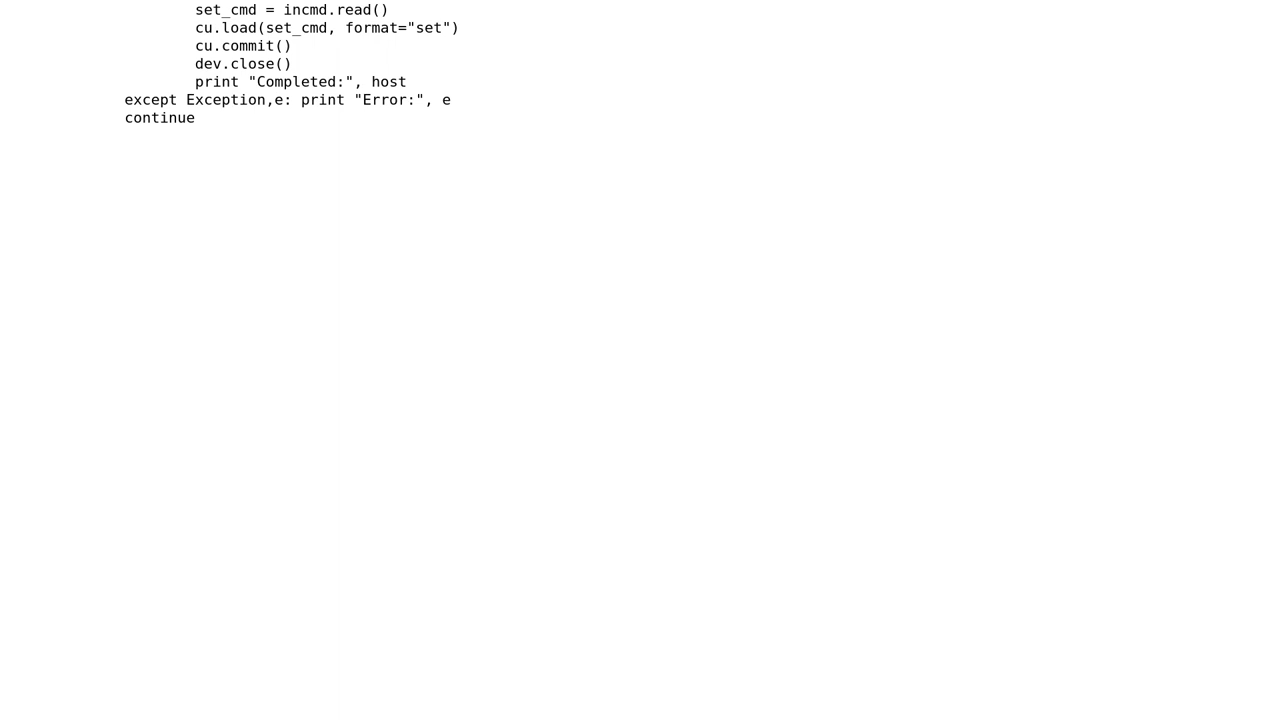 set_cmd = incmd.read()
cu.load(set_cmd, format="set")
cu.commit()
dev.close()
print "Completed:", host
except Exception,e: print "Error:", e
continue